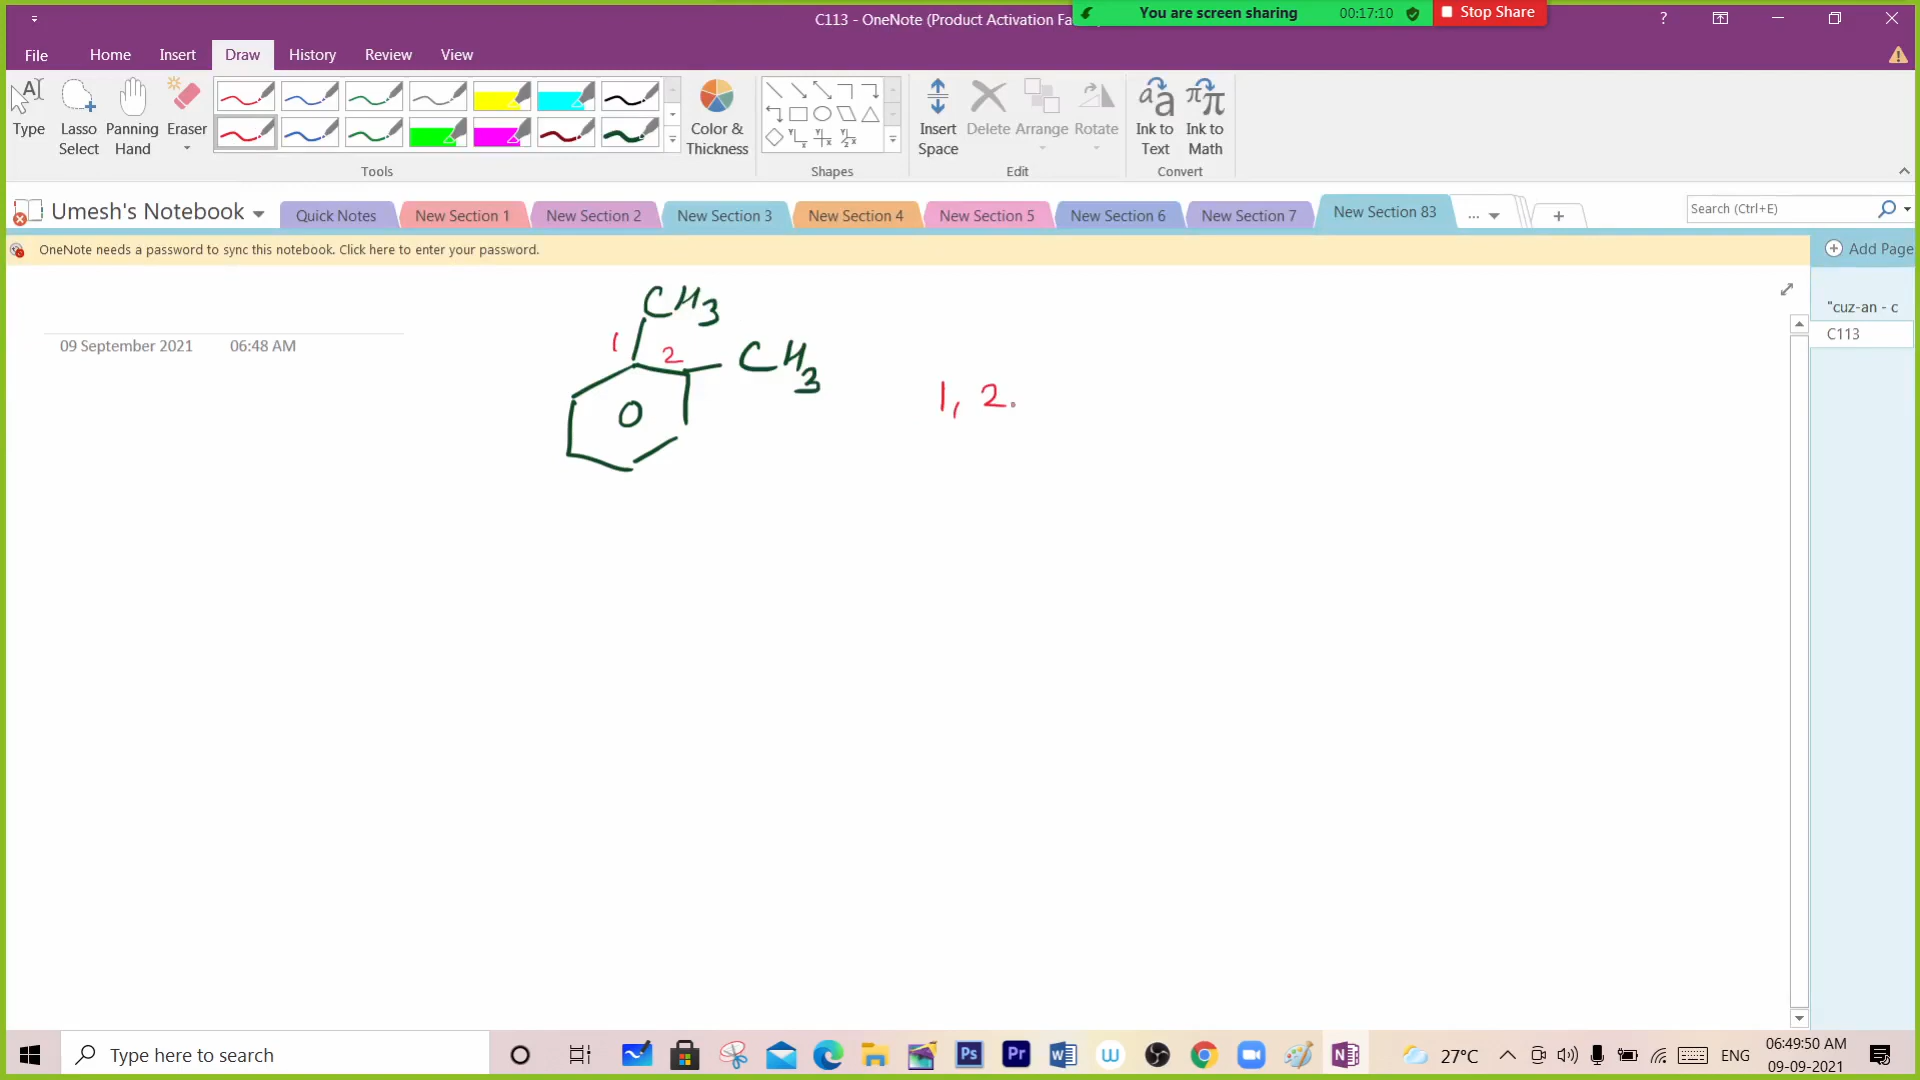 C113 - OneNote (Product Activation Fa
You are screen sharing
00:17:10
Stop Share
?
File
Home
Insert
Draw
History
Review
View
Type
Lasso Select
Panning Hand
Eraser
Color & Thickness
Insert Space
Delete
Arrange
Rotate
Ink to Text
Ink to Math
Tools
Shapes
Edit
Convert
Umesh's Notebook
Quick Notes
New Section 1
New Section 2
New Section 3
New Section 4
New Section 5
New Section 6
New Section 7
New Section 83
...
Search (Ctrl+E)
OneNote needs a password to sync this notebook. Click here to enter your password.
Add Page
"cuz-an - c
C113
09 September 2021 06:48 AM
CH3
1
2
CH3
1, 2.
Type here to search
27°C
ENG
06:49:50 AM
09-09-2021